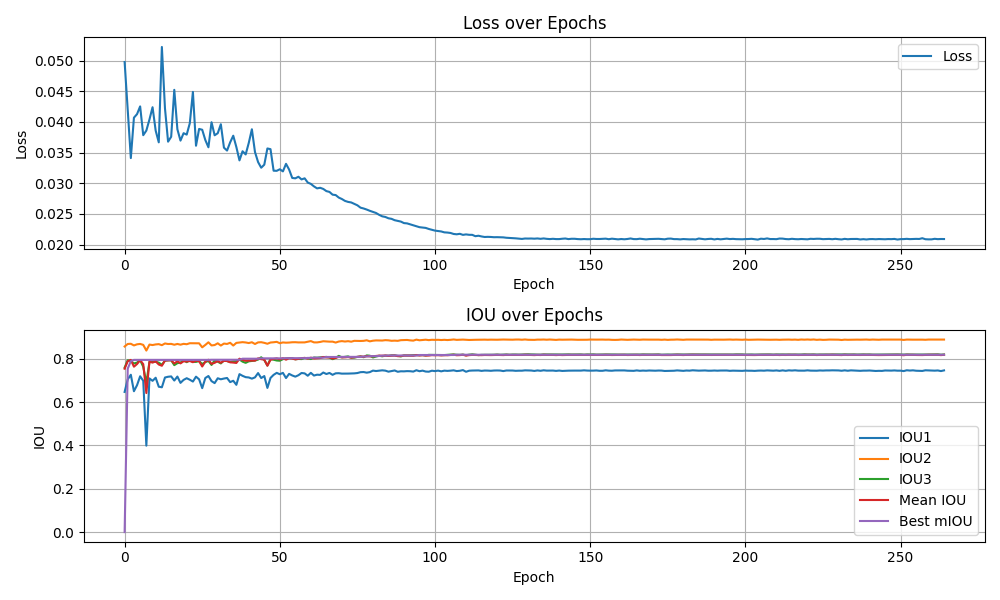 Loss over Epochs
0.050
0.045
0.040
0.035
0.030
0.025
0.020
Loss
Loss
0 50 100 150 200 250
Epoch
IOU over Epochs
0.8
0.6
0.4
0.2
0.0
IOU
IOU1
IOU2
IOU3
Mean IOU
Best mIOU
0 50 100 150 200 250
Epoch